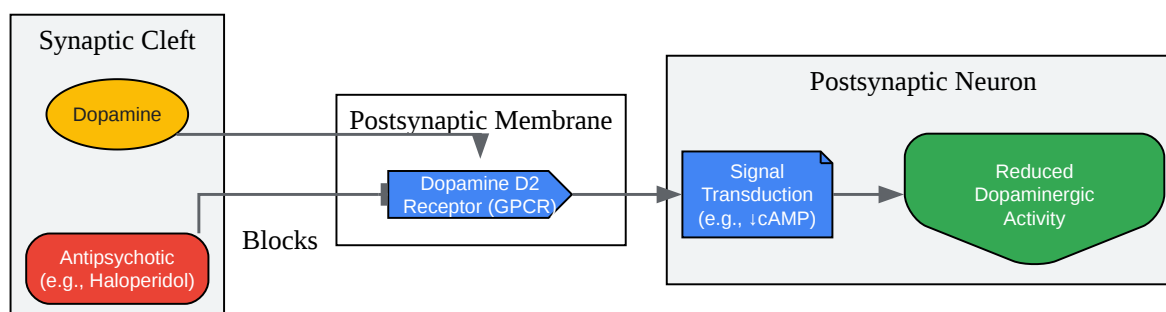 Synaptic Cleft
Dopamine
Antipsychotic
(e.g., Haloperidol)
Blocks
Postsynaptic Membrane
Dopamine D2
Receptor (GPCR)
Postsynaptic Neuron
Signal
Transduction
(e.g., ↓cAMP)
Reduced
Dopaminergic
Activity